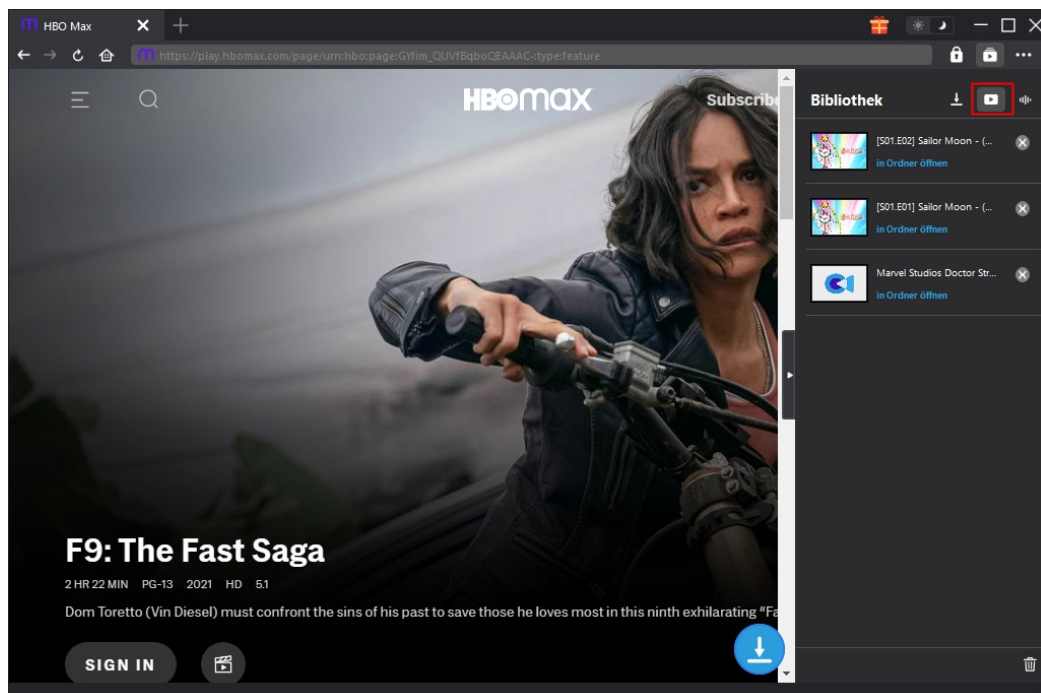 HBO Max
https://play.hbomax.com/page/urn:hbo:page:GYfim_QUVfBqboQEAAAC-:type:feature
HBOmax
Subscribe
Bibliothek
[S01.E02] Sailor Moon - (...
in Ordner öffnen
[S01.E01] Sailor Moon - (...
in Ordner öffnen
Marvel Studios Doctor Str...
in Ordner öffnen
F9: The Fast Saga
2 HR 22 MIN PG-13 2021 HD 5.1
Dom Toretto (Vin Diesel) must confront the sins of his past to save those he loves most in this ninth exhilarating "Fa
SIGN IN